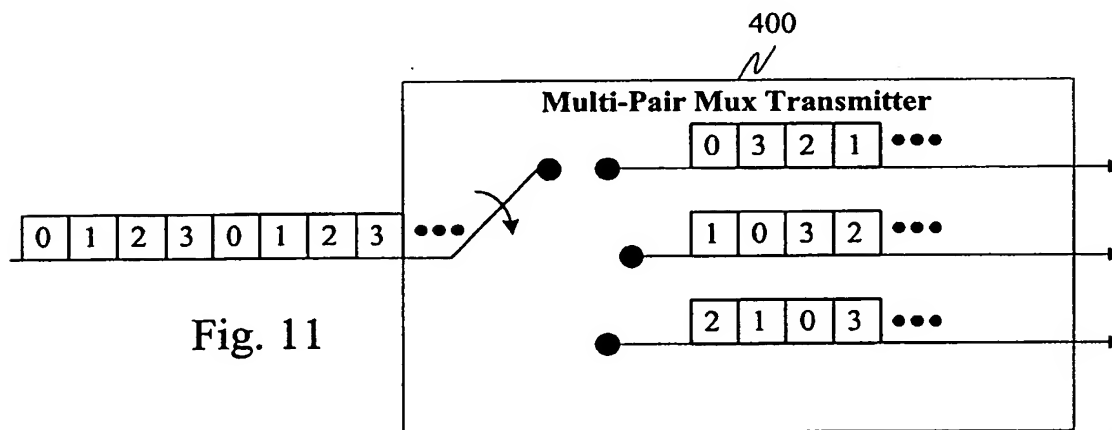 400
Multi-Pair Mux Transmitter
0 3 2 1 •••
0 1 2 3 0 1 2 3 •••
1 0 3 2 •••
2 1 0 3 •••
Fig. 11